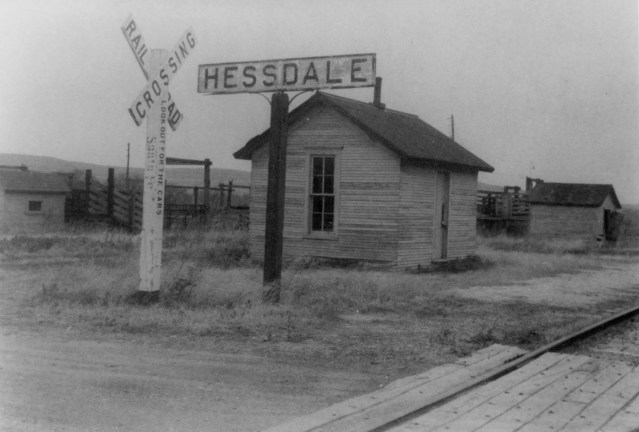 RAIL ROAD
CROSSING
HESSDALE
LOOK OUT FOR THE CARS